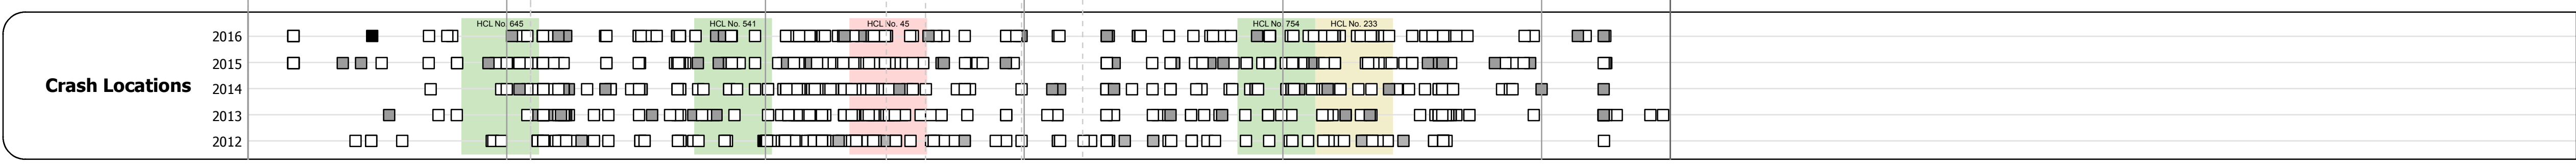 HCL No. 645
HCL No. 541
HCL No. 45
HCL No. 754
HCL No. 233
2016
2015
Crash Locations
2014
2013
2012